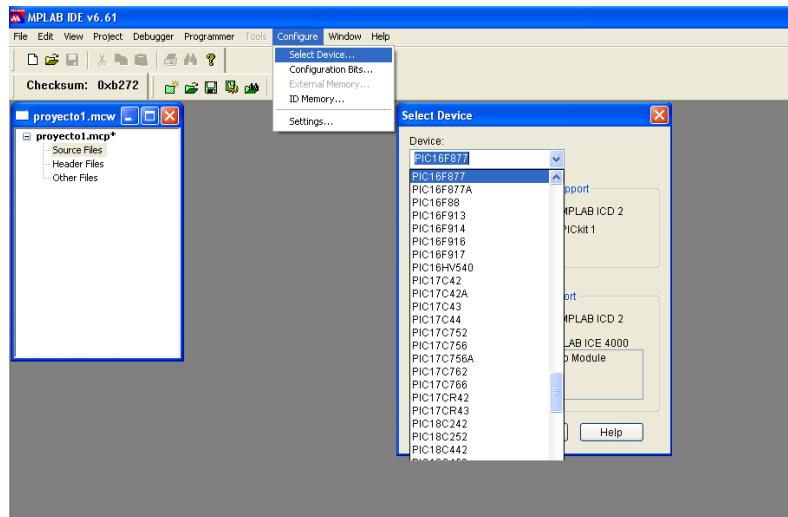 MPLAB IDE v6.61
File Edit View Project Debugger Programmer Tools Configure Window Help
Select Device...
Configuration Bits...
External Memory...
ID Memory...
Settings...
Checksum: 0xb272
proyecto1.mcw
proyecto1.mcp*
Source Files
Header Files
Other Files
Select Device
Device:
PIC16F877
PIC16F877
PIC16F877A
PIC16F88
PIC16F913
PIC16F914
PIC16F916
PIC16F917
PIC16HV540
PIC17C42
PIC17C42A
PIC17C43
PIC17C44
PIC17C752
PIC17C756
PIC17C756A
PIC17C762
PIC17C766
PIC17CR42
PIC17CR43
PIC18C242
PIC18C252
PIC18C442
pport
MPLAB ICD 2
PICkit 1
ort
MPLAB ICD 2
LAB ICE 4000
Module
Help